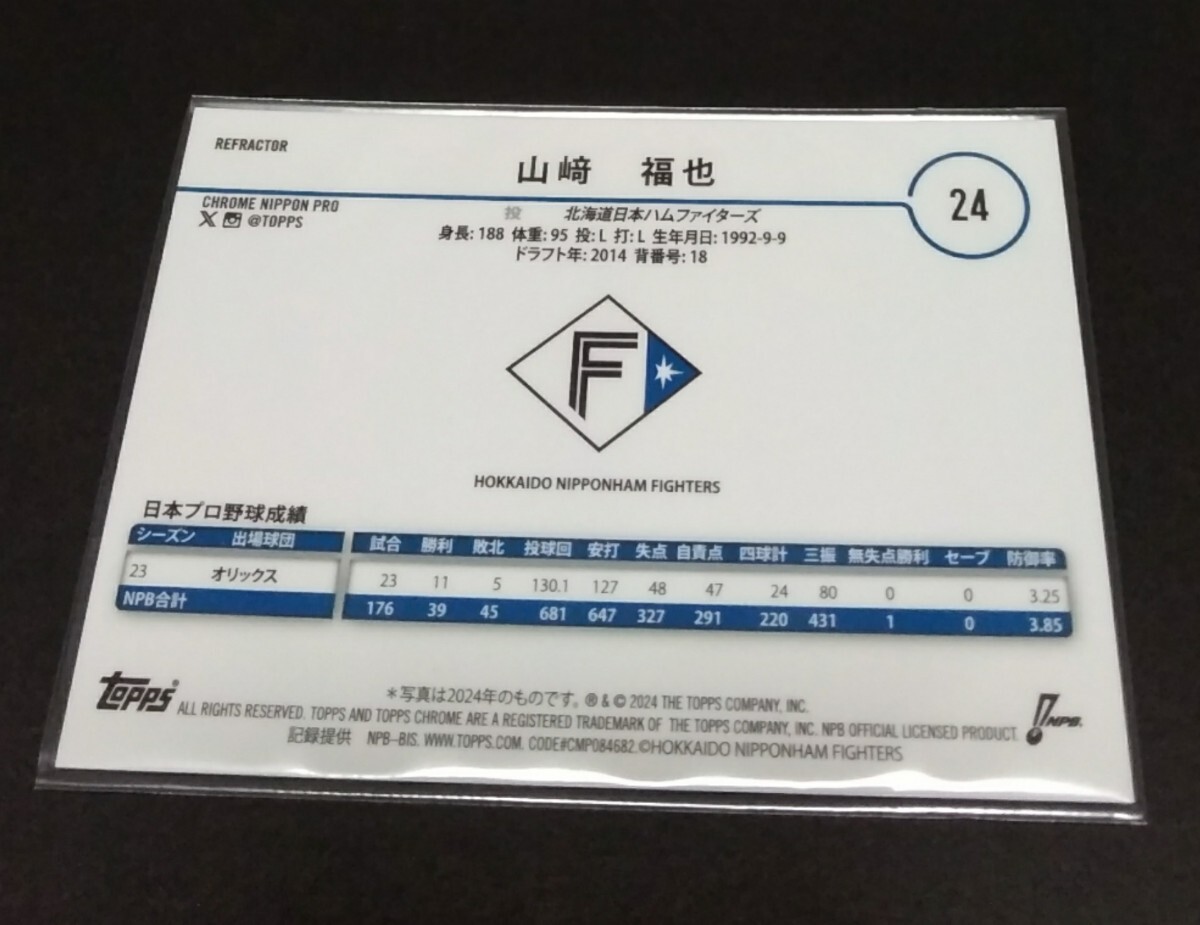 REFRACTOR
山﨑 福也
24
CHROME NIPPON PRO
@TOPPS
投 北海道日本ハムファイターズ
身長: 188 体重: 95 投: L 打: L 生年月日: 1992-9-9
ドラフト年: 2014 背番号: 18
F
HOKKAIDO NIPPONHAM FIGHTERS
日本プロ野球成績
シーズン 出場球団 試合 勝利 敗北 投球回 安打 失点 自責点 四球計 三振 無失点勝利 セーブ 防御率
23 オリックス 23 11 5 130.1 127 48 47 24 80 0 0 3.25
NPB合計 176 39 45 681 647 327 291 220 431 1 0 3.85
Topps®
＊写真は2024年のものです。® & © 2024 THE TOPPS COMPANY, INC.
ALL RIGHTS RESERVED. TOPPS AND TOPPS CHROME ARE A REGISTERED TRADEMARK OF THE TOPPS COMPANY, INC. NPB OFFICIAL LICENSED PRODUCT.
記録提供 NPB-BIS. WWW.TOPPS.COM. CODE#CMP084682.©HOKKAIDO NIPPONHAM FIGHTERS
NPB.